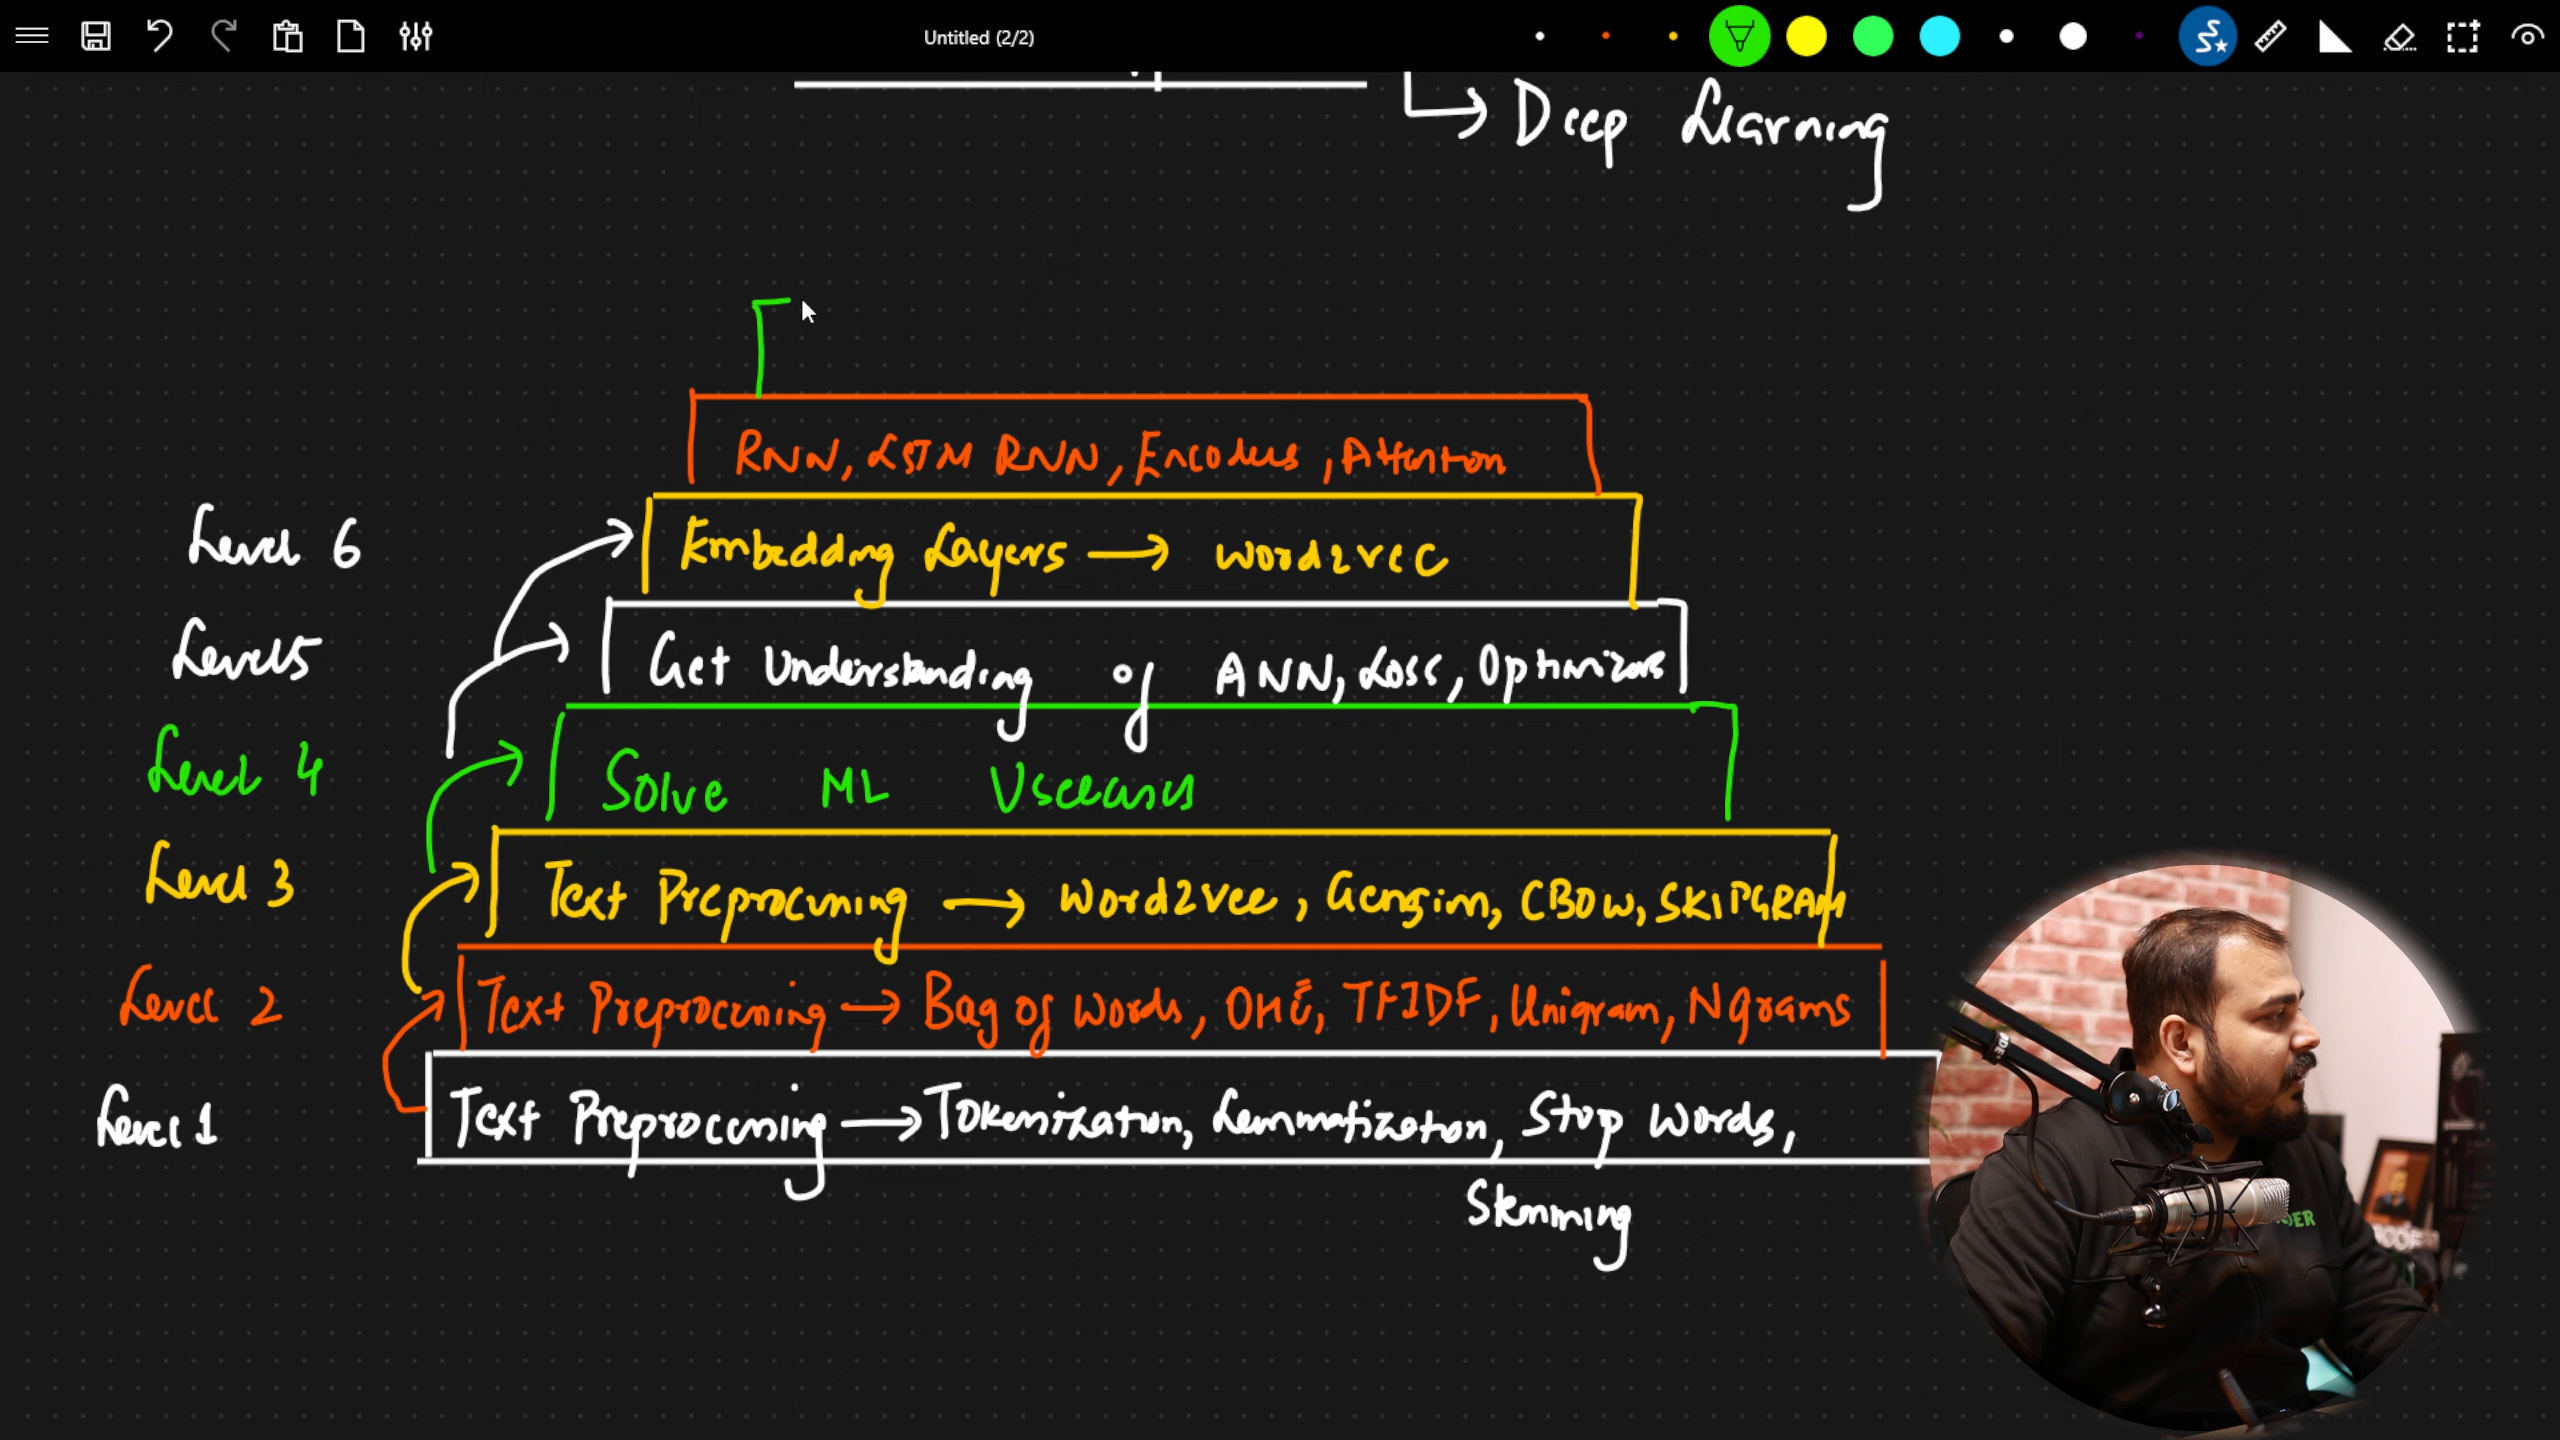 Untitled (2/2)
Deep Learning
RNN, LSTM RNN, Encoders, Attention
Level 6
Embedding Layers → word2vec
Level 5
Get Understanding of ANN, Loss, Optimizers
Level 4
Solve ML Usecases
Level 3
Text Preprocessing → Word2vec, Gensim, CBOW, SKIPGRAM
Level 2
Text Preprocessing → Bag of Words, OHE, TFIDF, Unigram, Ngrams
Level 1
Text Preprocessing → Tokenization, Lemmatization, Stop Words,
Stemming